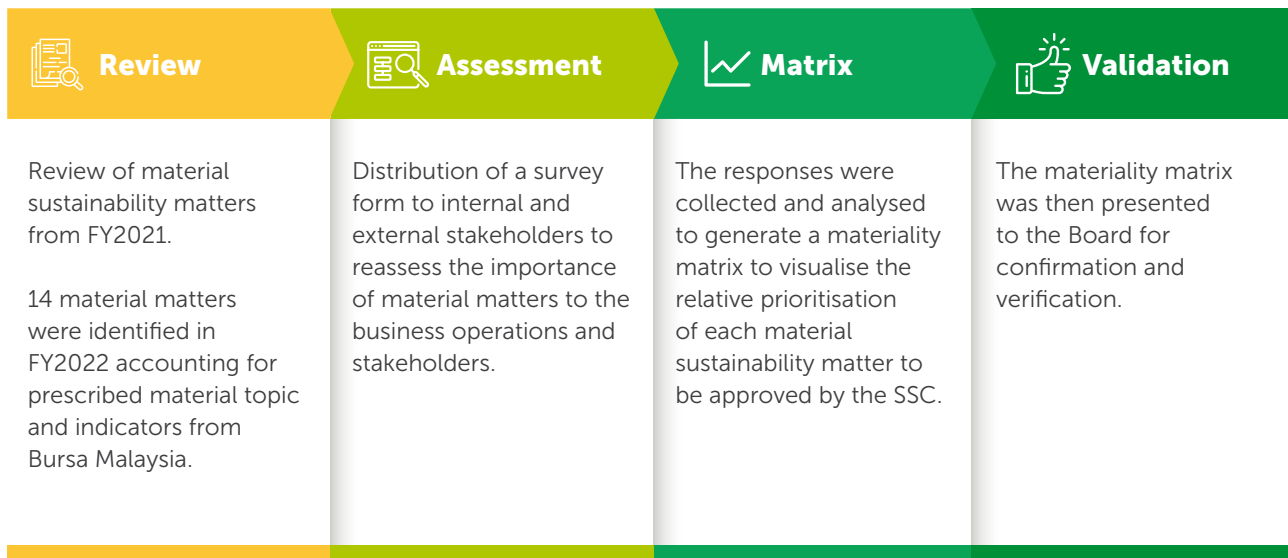 Review
Review of material
sustainability matters
from FY2021.
14 material matters
were identified in
FY2022 accounting for
prescribed material topic
and indicators from
Bursa Malaysia.
Assessment
Distribution of a survey
form to internal and
external stakeholders to
reassess the importance
of material matters to the
business operations and
stakeholders.
Matrix
The responses were
collected and analysed
to generate a materiality
matrix to visualise the
relative prioritisation
of each material
sustainability matter to
be approved by the SSC.
Validation
The materiality matrix
was then presented
to the Board for
confirmation and
verification.